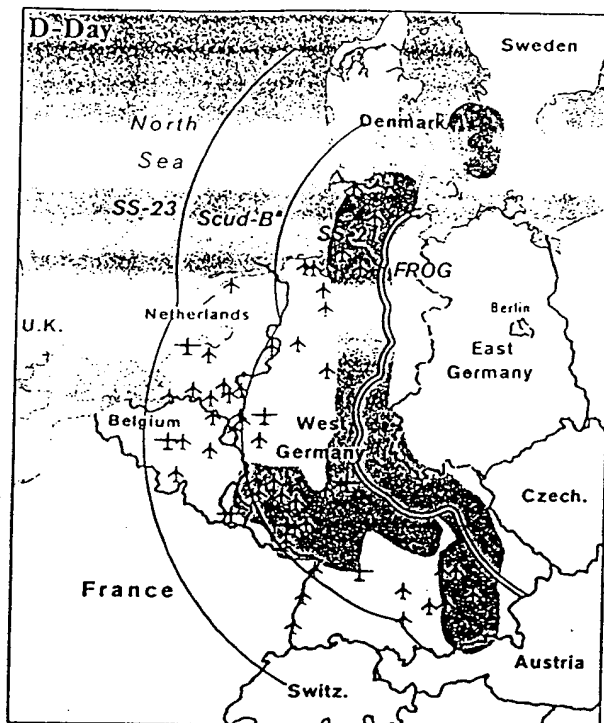 D-Day
Sweden
North
Sea
Denmark
SS-23
Scud-B*
SS-21
FROG
Netherlands
U.K.
Berlin
East
Germany
Belgium
West
Germany
Czech.
France
Austria
Switz.